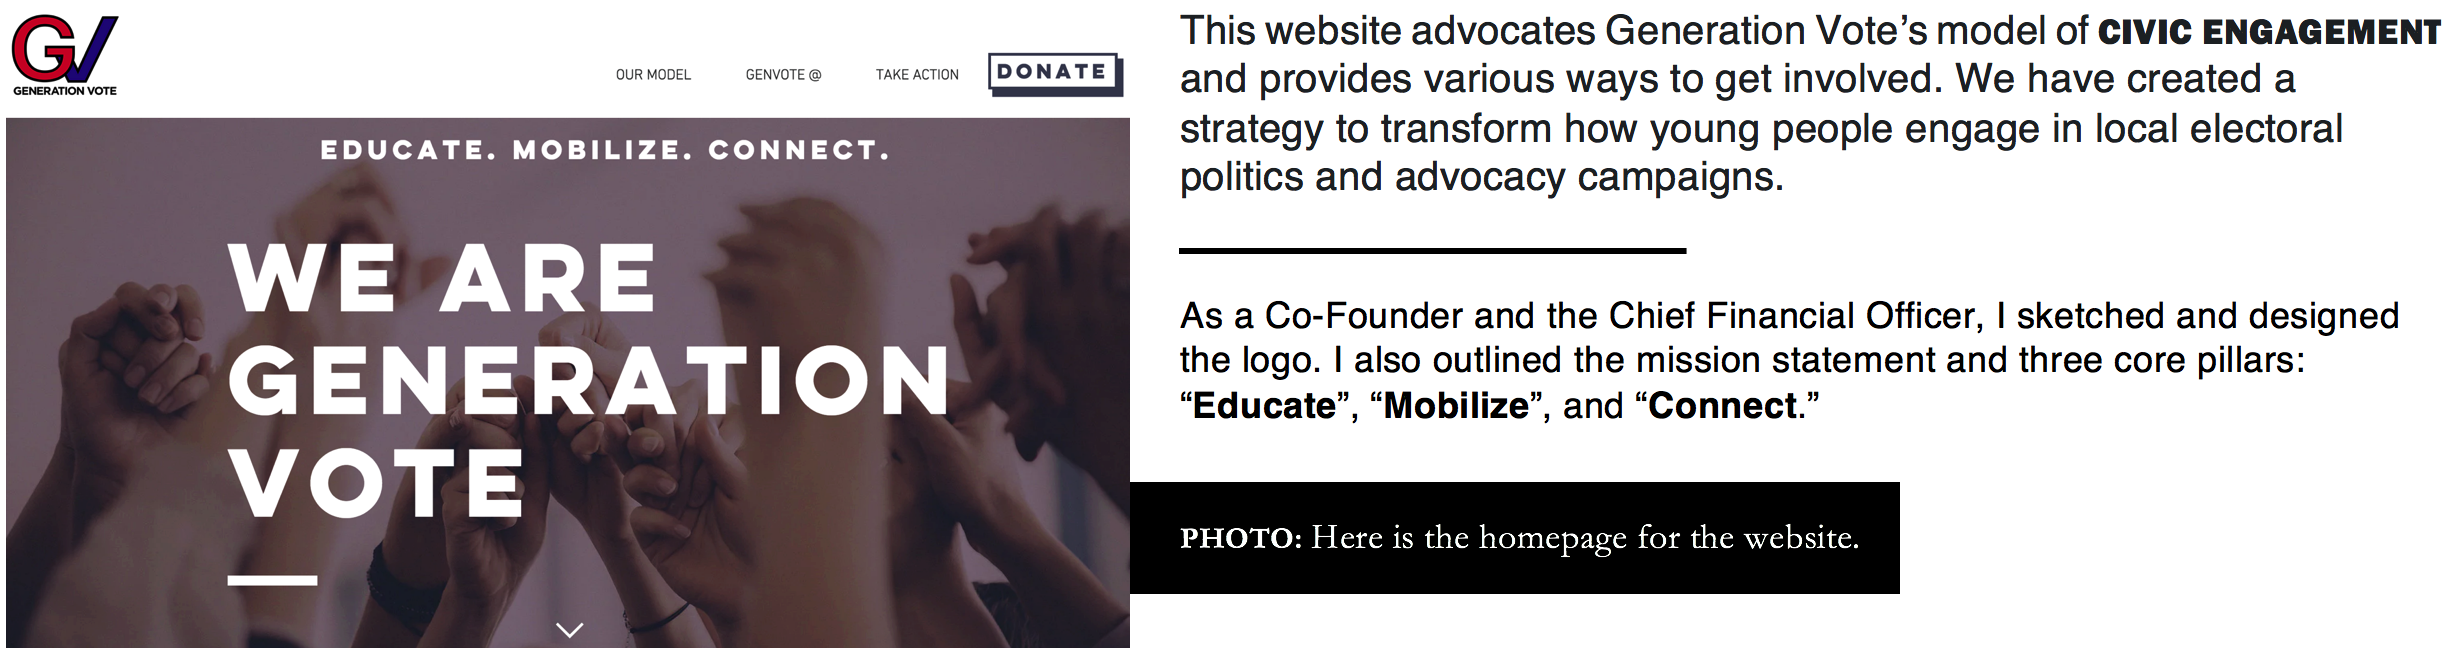 GV
GENERATION VOTE
OUR MODEL
GENVOTE @
TAKE ACTION
DONATE
EDUCATE. MOBILIZE. CONNECT.
WE ARE
GENERATION
VOTE
This website advocates Generation Vote’s model of CIVIC ENGAGEMENT
and provides various ways to get involved. We have created a
strategy to transform how young people engage in local electoral
politics and advocacy campaigns.
As a Co-Founder and the Chief Financial Officer, I sketched and designed
the logo. I also outlined the mission statement and three core pillars:
“Educate”, “Mobilize”, and “Connect.”
PHOTO: Here is the homepage for the website.